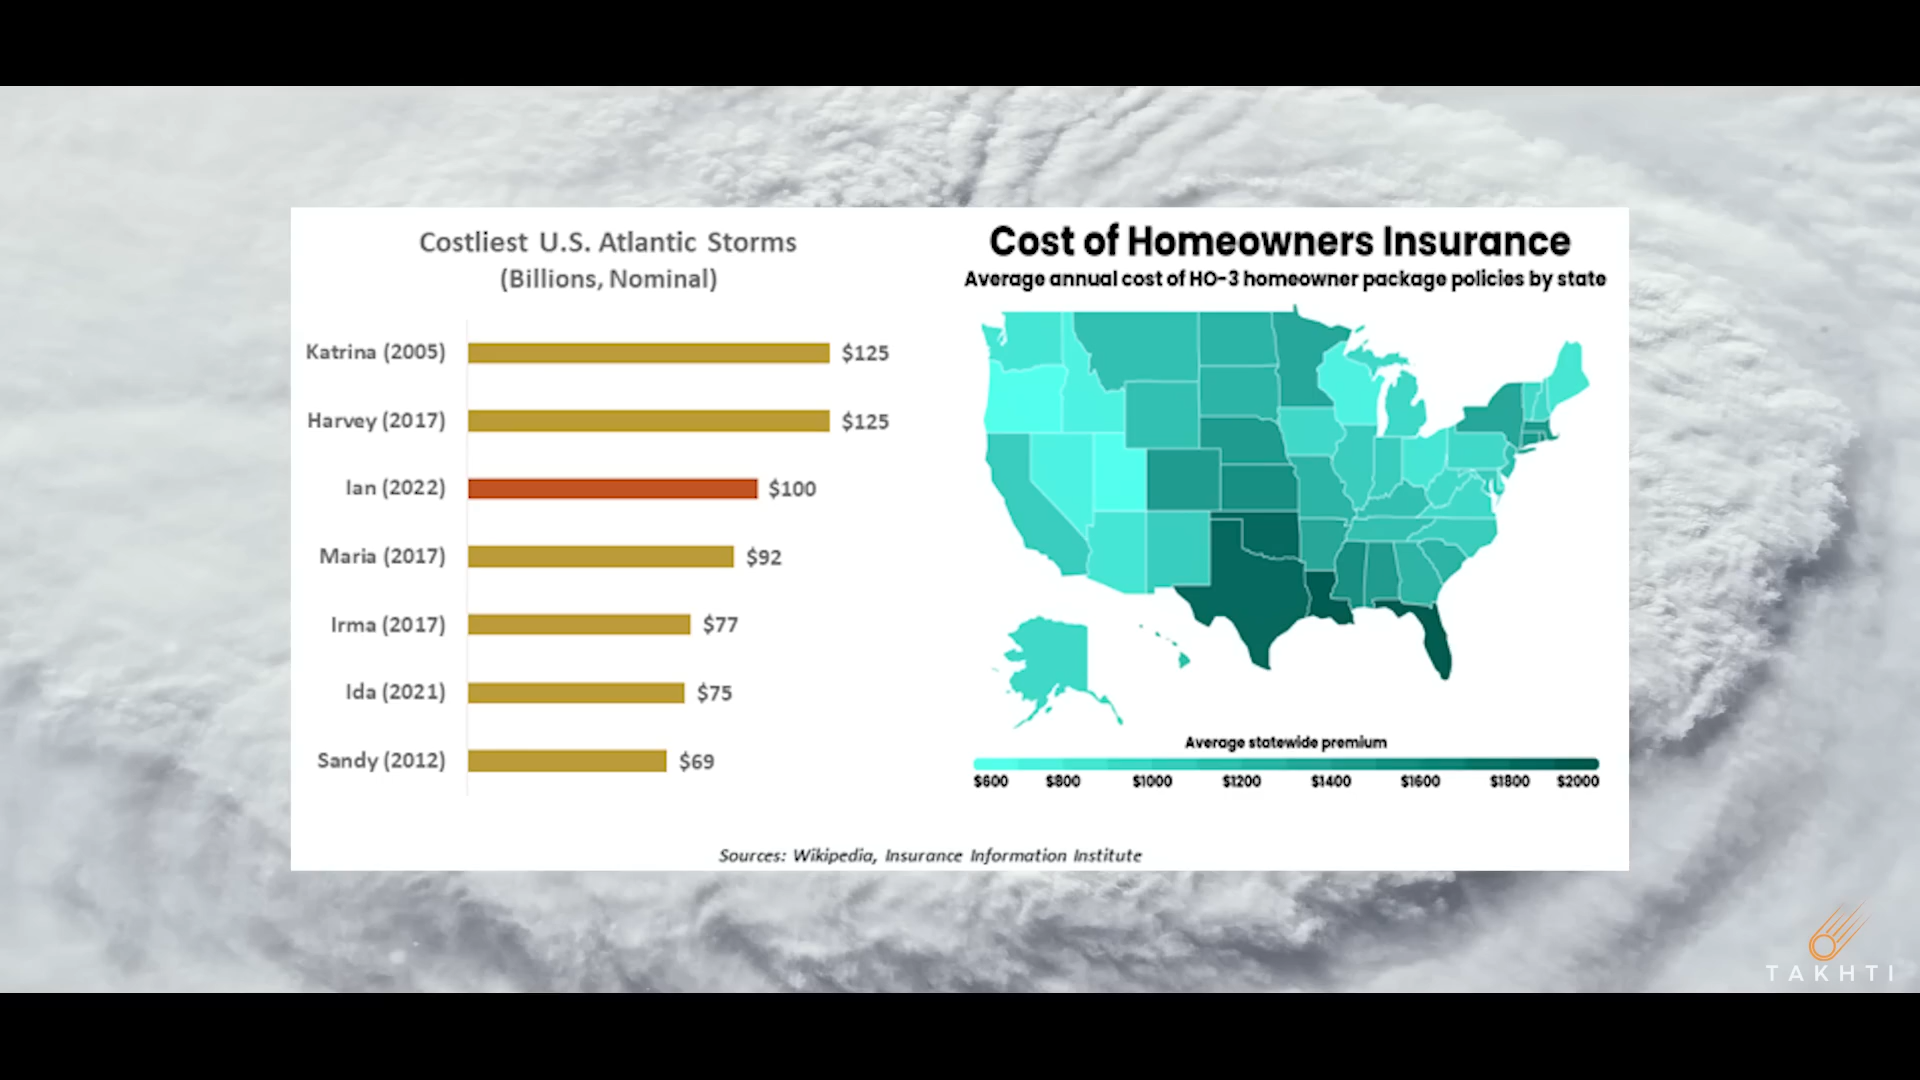 Costliest U.S. Atlantic Storms
(Billions, Nominal)
Katrina (2005) $125
Harvey (2017) $125
Ian (2022) $100
Maria (2017) $92
Irma (2017) $77
Ida (2021) $75
Sandy (2012) $69
Cost of Homeowners Insurance
Average annual cost of HO-3 homeowner package policies by state
Average statewide premium
$600 $800 $1000 $1200 $1400 $1600 $1800 $2000
Sources: Wikipedia, Insurance Information Institute
TAKHTI